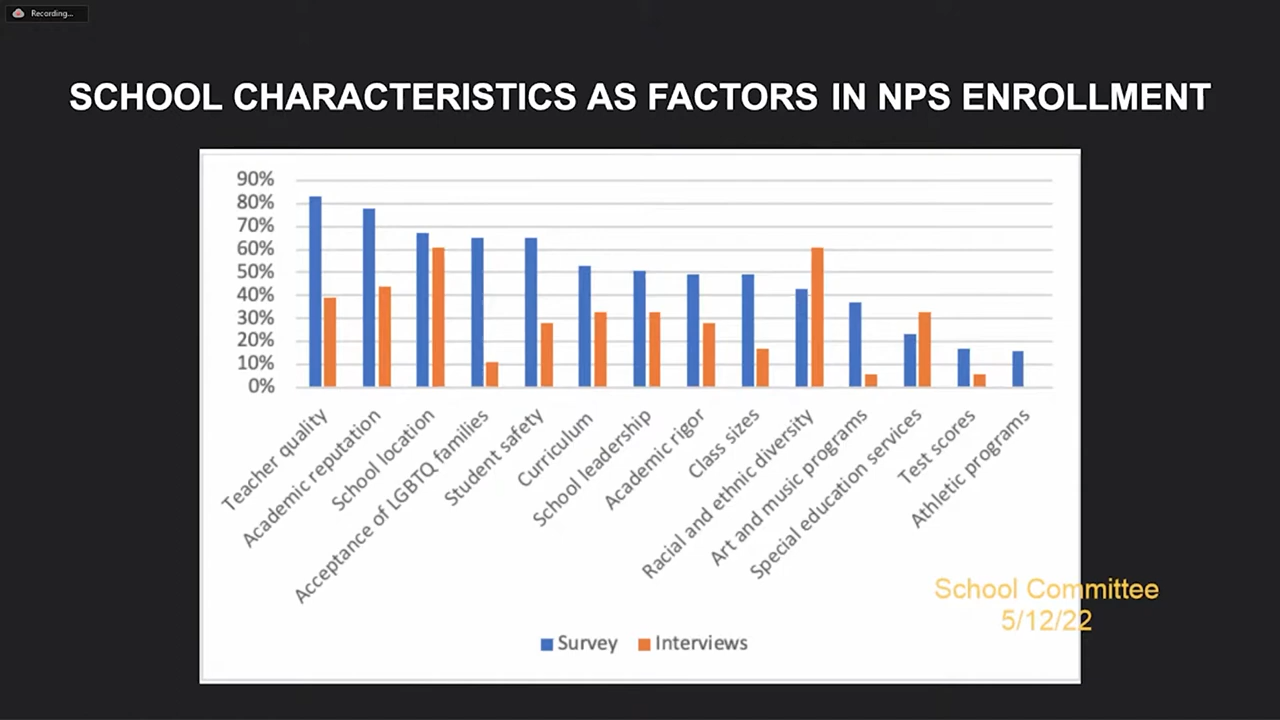 Recording...
SCHOOL CHARACTERISTICS AS FACTORS IN NPS ENROLLMENT
90%
80%
70%
60%
50%
40%
30%
20%
10%
0%
Teacher quality
Academic reputation
School location
Acceptance of LGBTQ families
Student safety
Curriculum
School leadership
Academic rigor
Class sizes
Racial and ethnic diversity
Art and music programs
Special education services
Test scores
Athletic programs
School Committee
5/12/22
Survey Interviews